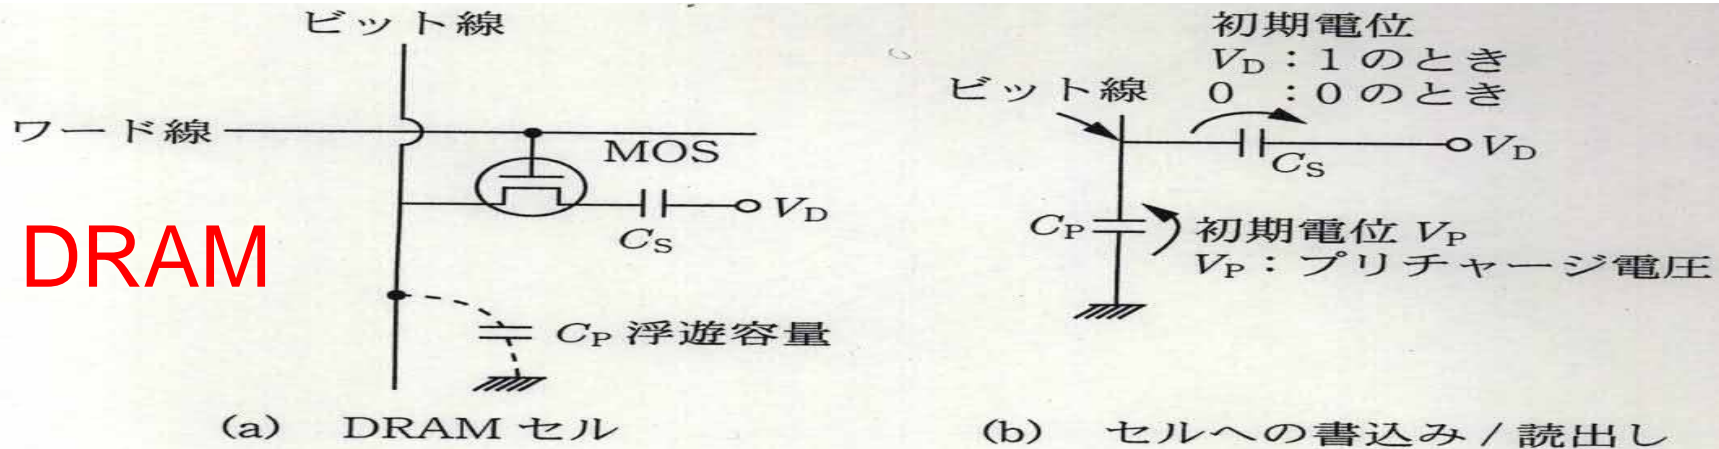 ビット線
ワード線
MOS
CS
VD
DRAM
CP 浮遊容量
(a) DRAM セル
初期電位
VD : 1 のとき
0 : 0 のとき
ビット線
CS
VD
CP
初期電位 VP
VP : プリチャージ電圧
(b) セルへの書込み / 読出し